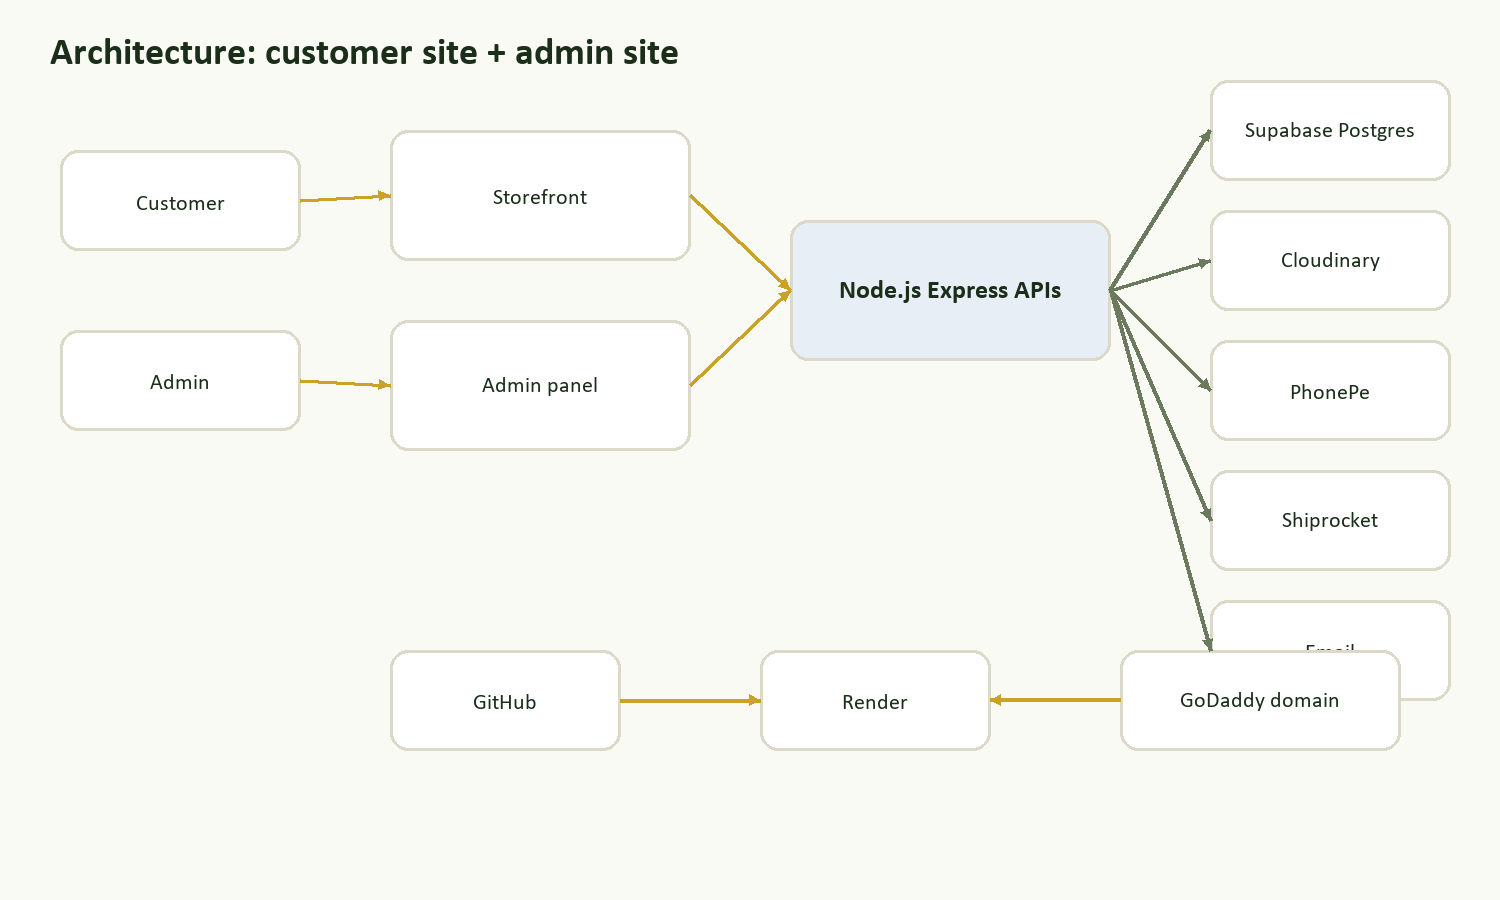 Architecture: customer site + admin site
Customer
Storefront
Admin
Admin panel
Node.js Express APIs
Supabase Postgres
Cloudinary
PhonePe
Shiprocket
Email
GitHub
Render
GoDaddy domain